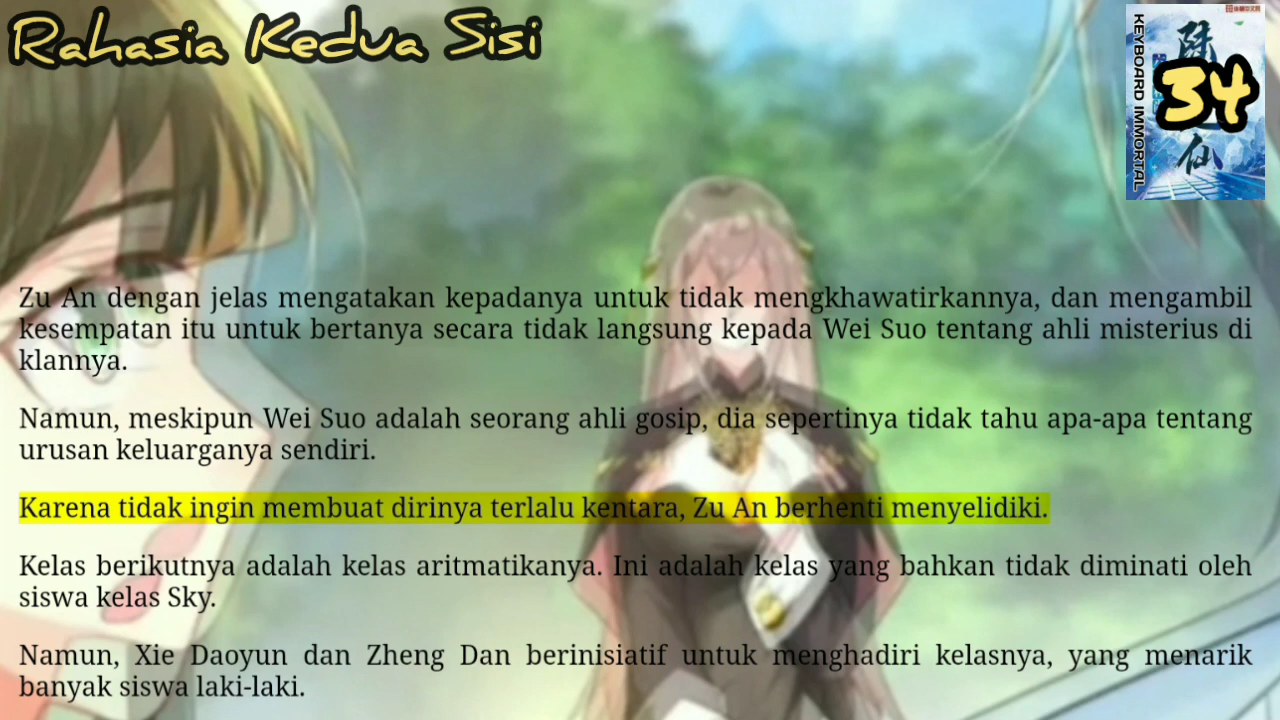 Rahasia Kedua Sisi
KEYBOARD IMMORTAL
34
仙
Zu An dengan jelas mengatakan kepadanya untuk tidak mengkhawatirkannya, dan mengambil
kesempatan itu untuk bertanya secara tidak langsung kepada Wei Suo tentang ahli misterius di
klannya.
Namun, meskipun Wei Suo adalah seorang ahli gosip, dia sepertinya tidak tahu apa-apa tentang
urusan keluarganya sendiri.
Karena tidak ingin membuat dirinya terlalu kentara, Zu An berhenti menyelidiki.
Kelas berikutnya adalah kelas aritmatikanya. Ini adalah kelas yang bahkan tidak diminati oleh
siswa kelas Sky.
Namun, Xie Daoyun dan Zheng Dan berinisiatif untuk menghadiri kelasnya, yang menarik
banyak siswa laki-laki.